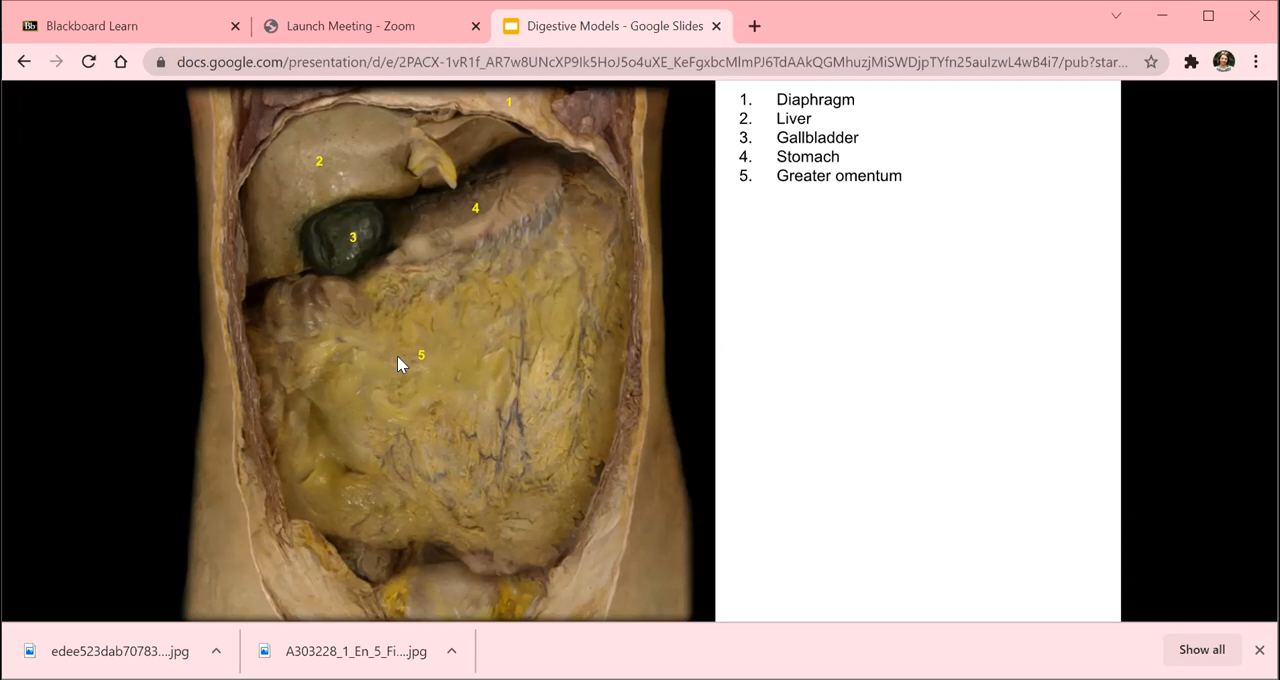 Blackboard Learn
Launch Meeting - Zoom
Digestive Models - Google Slides
docs.google.com/presentation/d/e/2PACX-1vR1f_AR7w8UNcXP9Ik5HoJ5o4uXE_KeFgxbcMlmPJ6TdAAkQGMhuzjMiSWDjpTYfn25auIzwL4wB4i7/pub?star...
1
2
3
4
5
1. Diaphragm
2. Liver
3. Gallbladder
4. Stomach
5. Greater omentum
edee523dab70783....jpg
A303228_1_En_5_Fi....jpg
Show all